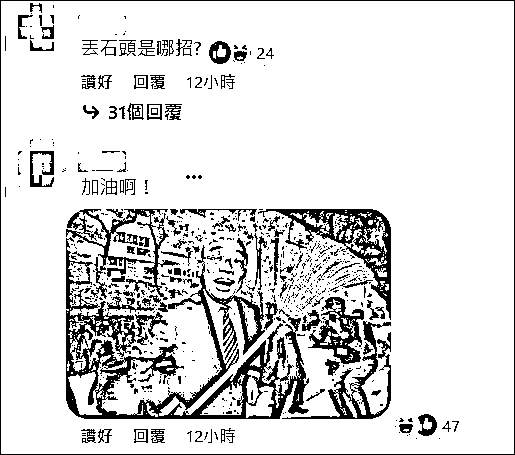 丟石頭是哪招? 24
讚好 回覆 12小時
31個回覆
加油啊！ ...
47
讚好 回覆 12小時